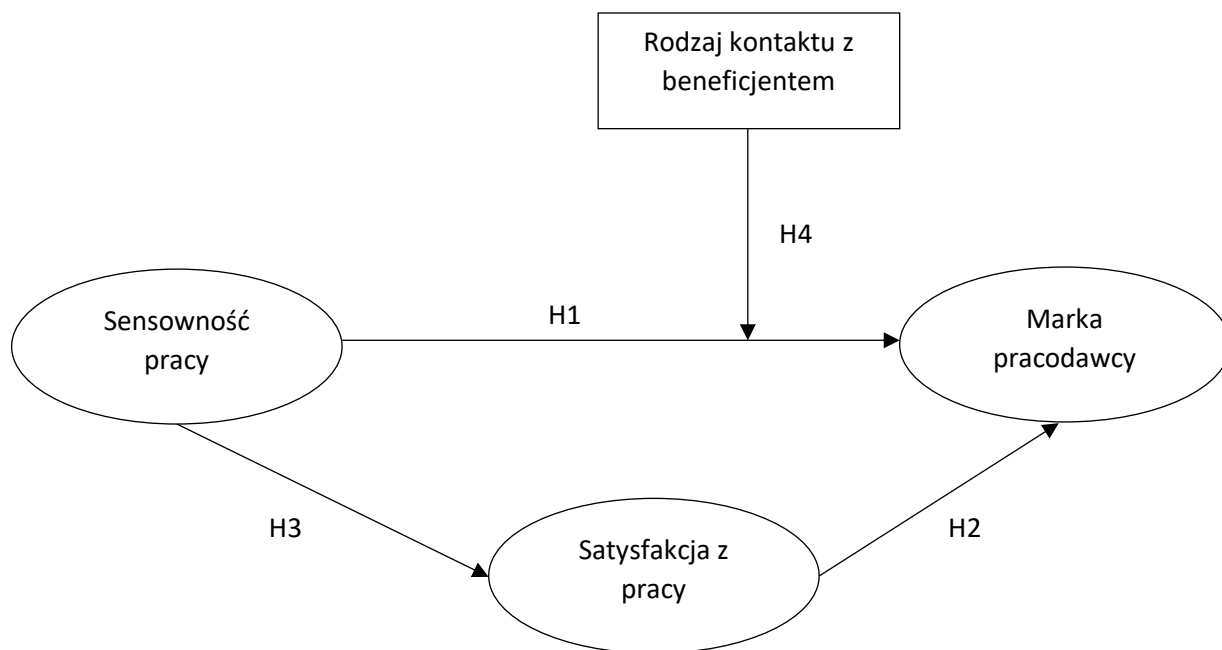 Rodzaj kontaktu z
beneficjentem
H4
Sensowność
pracy
H1
Marka
pracodawcy
H3
Satysfakcja z
pracy
H2